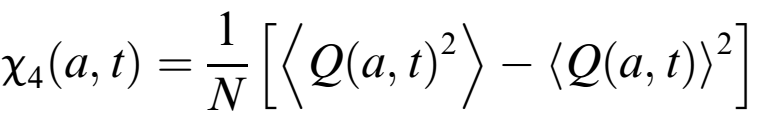 χ₄(a, t) = 1/N [⟨Q(a, t)²⟩ − ⟨Q(a, t)⟩²]